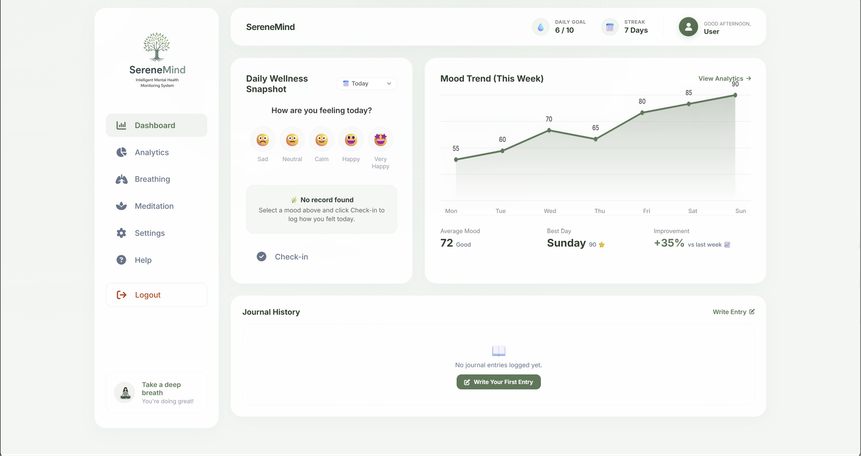 SereneMind
Intelligent Mental Health
Monitoring System
Dashboard
Analytics
Breathing
Meditation
Settings
Help
Logout
Take a deep
breath
You're doing great!
SereneMind
DAILY GOAL
6 / 10
STREAK
7 Days
GOOD AFTERNOON,
User
Daily Wellness
Snapshot
Today
How are you feeling today?
Sad
Neutral
Calm
Happy
Very
Happy
No record found
Select a mood above and click Check-in to
log how you felt today.
Check-in
Mood Trend (This Week)
View Analytics →
55
60
70
65
80
85
90
Mon
Tue
Wed
Thu
Fri
Sat
Sun
Average Mood
72 Good
Best Day
Sunday 90
Improvement
+35% vs last week
Journal History
Write Entry
No journal entries logged yet.
Write Your First Entry